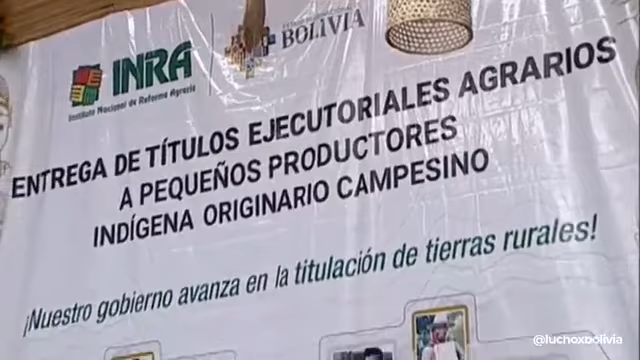 INRA
Instituto Nacional de Reforma Agraria
BOLIVIA
ENTREGA DE TÍTULOS EJECUTORIALES AGRARIOS
A PEQUEÑOS PRODUCTORES
INDÍGENA ORIGINARIO CAMPESINO
¡Nuestro gobierno avanza en la titulación de tierras rurales!
@luchoxbolivia